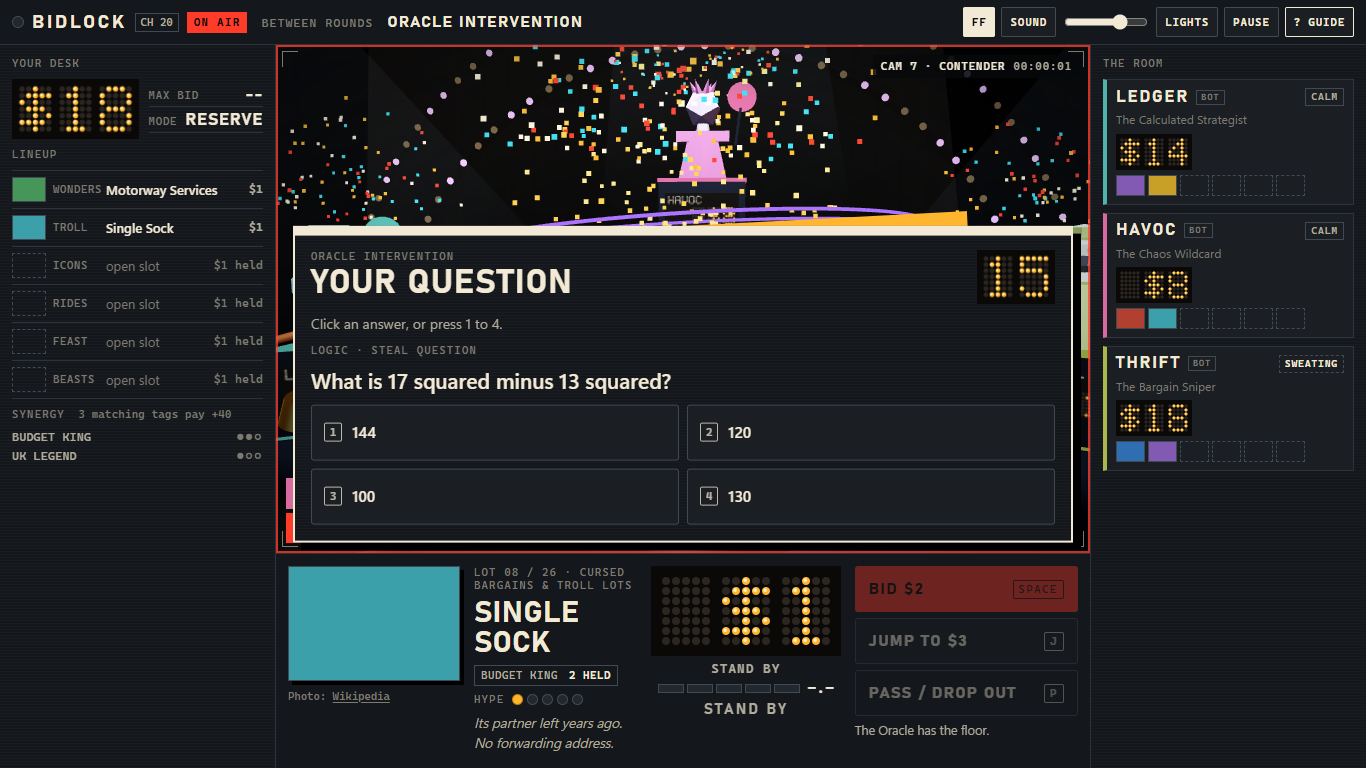 BIDLOCK CH 20 ON AIR BETWEEN ROUNDS ORACLE INTERVENTION FF SOUND LIGHTS PAUSE ? GUIDE
YOUR DESK
$18
MAX BID --
MODE RESERVE
LINEUP
WONDERS Motorway Services $1
TROLL Single Sock $1
ICONS open slot $1 held
RIDES open slot $1 held
FEAST open slot $1 held
BEASTS open slot $1 held
SYNERGY 3 matching tags pay +40
BUDGET KING
UK LEGEND
CAM 7 · CONTENDER 00:00:01
HAVOC
ORACLE INTERVENTION
YOUR QUESTION
15
Click an answer, or press 1 to 4.
LOGIC · STEAL QUESTION
What is 17 squared minus 13 squared?
1 144
2 120
3 100
4 130
Photo: Wikipedia
LOT 08 / 26 · CURSED
BARGAINS & TROLL LOTS
SINGLE
SOCK
BUDGET KING 2 HELD
HYPE
Its partner left years ago.
No forwarding address.
$1
STAND BY
-.-
STAND BY
BID $2 SPACE
JUMP TO $3 J
PASS / DROP OUT P
The Oracle has the floor.
THE ROOM
LEDGER BOT CALM
The Calculated Strategist
$14
HAVOC BOT CALM
The Chaos Wildcard
$8
THRIFT BOT SWEATING
The Bargain Sniper
$18